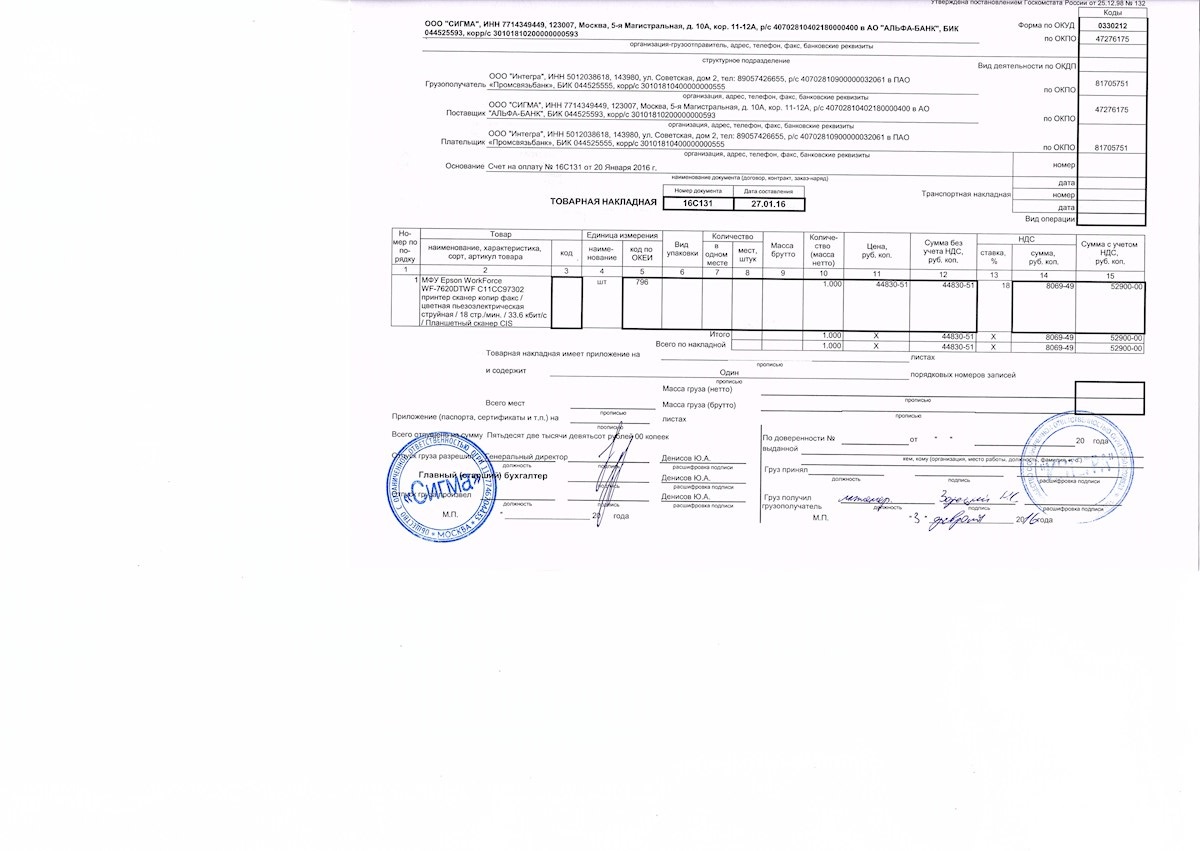 Утверждена постановлением Госкомстата России от 25.12.98 № 132
Коды
Форма по ОКУД 0330212
ООО "СИГМА", ИНН 7714349449, 123007, Москва, 5-я Магистральная, д. 10А, кор. 11-12А, р/с 40702810402180000400 в АО "АЛЬФА-БАНК", БИК
044525593, корр/с 30101810200000000593
по ОКПО 47276175
организация-грузоотправитель, адрес, телефон, факс, банковские реквизиты
структурное подразделение
Вид деятельности по ОКДП
ООО "Интегра", ИНН 5012038618, 143980, ул. Советская, дом 2, тел: 89057426655, р/с 40702810900000032061 в ПАО
Грузополучатель «Промсвязьбанк», БИК 044525555, корр/с 30101810400000000555
по ОКПО 81705751
организация, адрес, телефон, факс, банковские реквизиты
ООО "СИГМА", ИНН 7714349449, 123007, Москва, 5-я Магистральная, д. 10А, кор. 11-12А, р/с 40702810402180000400 в АО
Поставщик "АЛЬФА-БАНК", БИК 044525593, корр/с 30101810200000000593
по ОКПО 47276175
организация, адрес, телефон, факс, банковские реквизиты
ООО "Интегра", ИНН 5012038618, 143980, ул. Советская, дом 2, тел: 89057426655, р/с 40702810900000032061 в ПАО
Плательщик «Промсвязьбанк», БИК 044525555, корр/с 30101810400000000555
по ОКПО 81705751
организация, адрес, телефон, факс, банковские реквизиты
Основание Счет на оплату № 16С131 от 20 Января 2016 г.
номер
наименование документа (договор, контракт, заказ-наряд)
дата
Номер документа Дата составления
Транспортная накладная номер
ТОВАРНАЯ НАКЛАДНАЯ 16С131 27.01.16
дата
Вид операции
Но-мер по по-рядку
Товар
наименование, характеристика, сорт, артикул товара
код
Единица измерения
наиме-нование
код по ОКЕИ
Вид упаковки
Количество
в одном месте
мест, штук
Масса брутто
Количе-ство (масса нетто)
Цена, руб. коп.
Сумма без учета НДС, руб. коп.
НДС
ставка, %
сумма, руб. коп.
Сумма с учетом НДС, руб. коп.
1 2 3 4 5 6 7 8 9 10 11 12 13 14 15
1 МФУ Epson WorkForce шт 796 1.000 44830-51 44830-51 18 8069-49 52900-00
WF-7620DTWF C11CC97302
принтер сканер копир факс /
цветная пьезоэлектрическая
струйная / 18 стр./мин. / 33.6 кбит/с
/ Планшетный сканер CIS
Итого 1.000 X 44830-51 X 8069-49 52900-00
Всего по накладной 1.000 X 44830-51 X 8069-49 52900-00
Товарная накладная имеет приложение на листах
прописью
и содержит Один порядковых номеров записей
прописью
Масса груза (нетто)
прописью
Всего мест Масса груза (брутто)
прописью прописью
Приложение (паспорта, сертификаты и т.п.) на листах
прописью
Всего отпущено на сумму Пятьдесят две тысячи девятьсот рублей 00 копеек
Отпуск груза разрешил Генеральный директор Денисов Ю.А.
должность подпись расшифровка подписи
Главный (старший) бухгалтер Денисов Ю.А.
расшифровка подписи
Отпуск груза произвел Денисов Ю.А.
должность расшифровка подписи
М.П. " 20 года
По доверенности № от " " 20 года
выданной
кем, кому (организация, место работы, должность, фамилия, и.о.)
Груз принял
должность подпись расшифровка подписи
Груз получил
грузополучатель
должность подпись расшифровка подписи
М.П. "3" февраля 2016 года
«Сигма»
МОСКВА